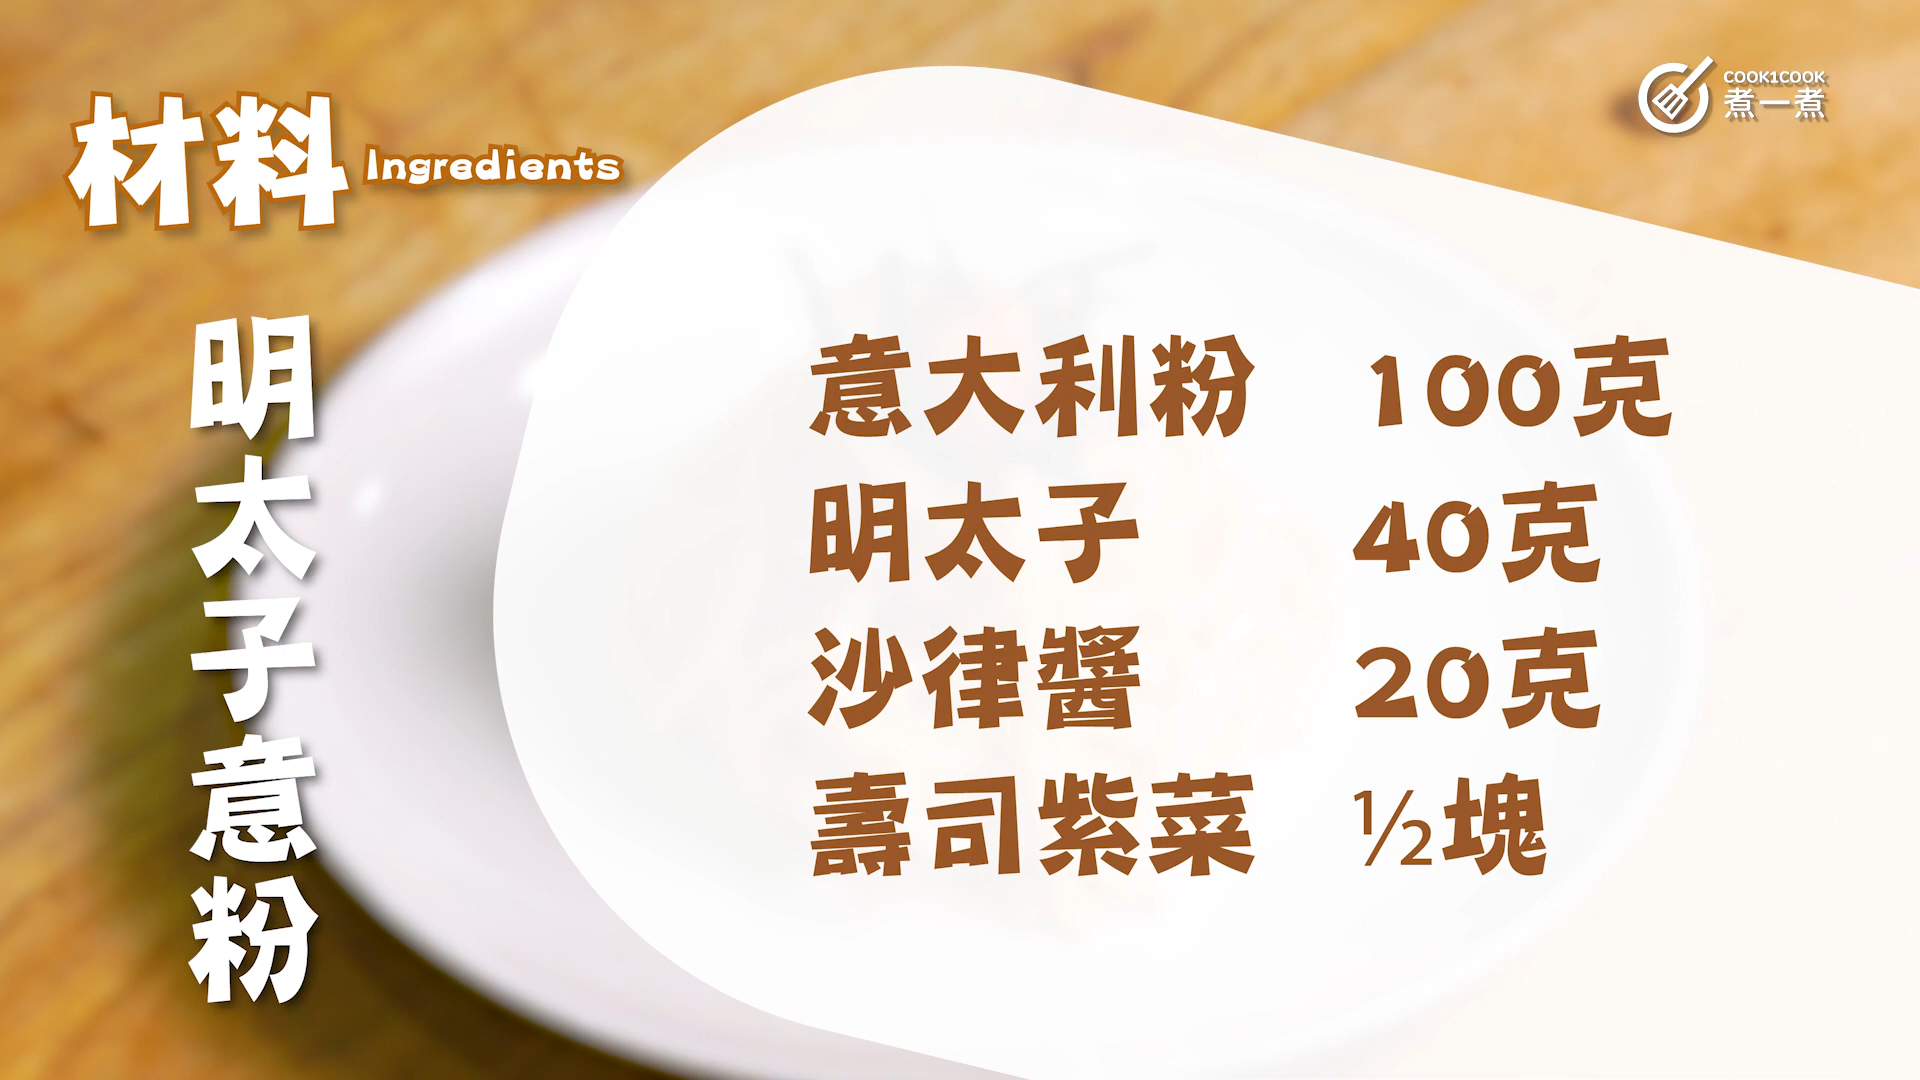 材料 Ingredients
COOK1COOK
煮一煮
明太子意粉
意大利粉 100克
明太子 40克
沙律醬 20克
壽司紫菜 ½塊